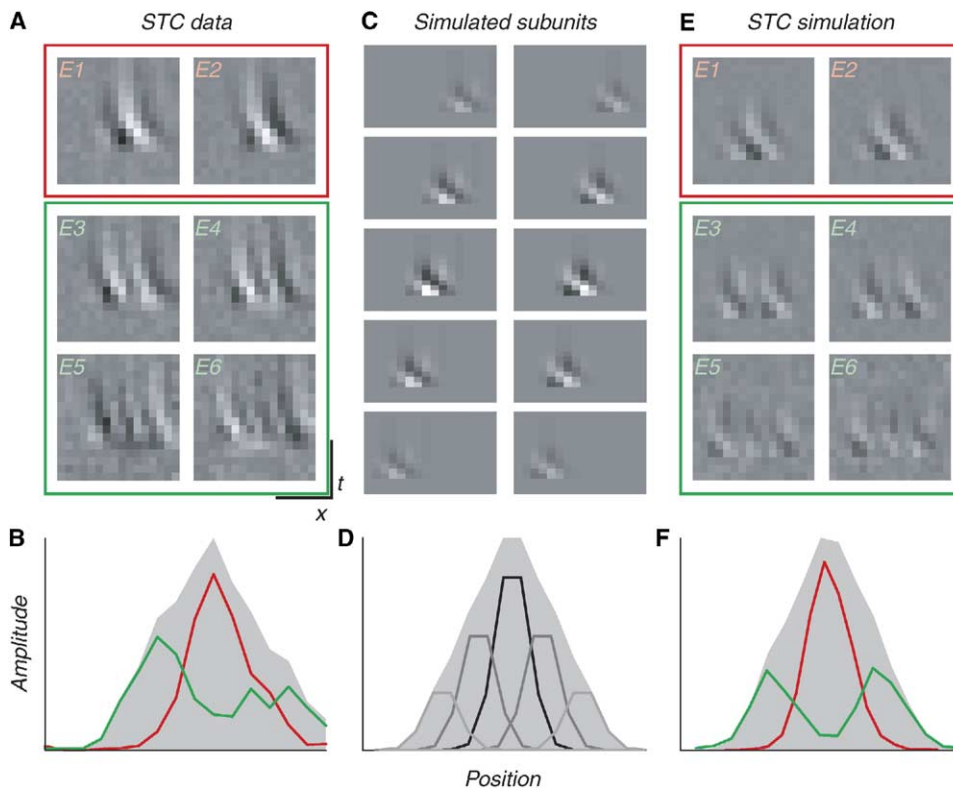 A
STC data
E1
E2
E3
E4
E5
E6
t
x
C
Simulated subunits
E
STC simulation
E1
E2
E3
E4
E5
E6
B
Amplitude
D
F
Position